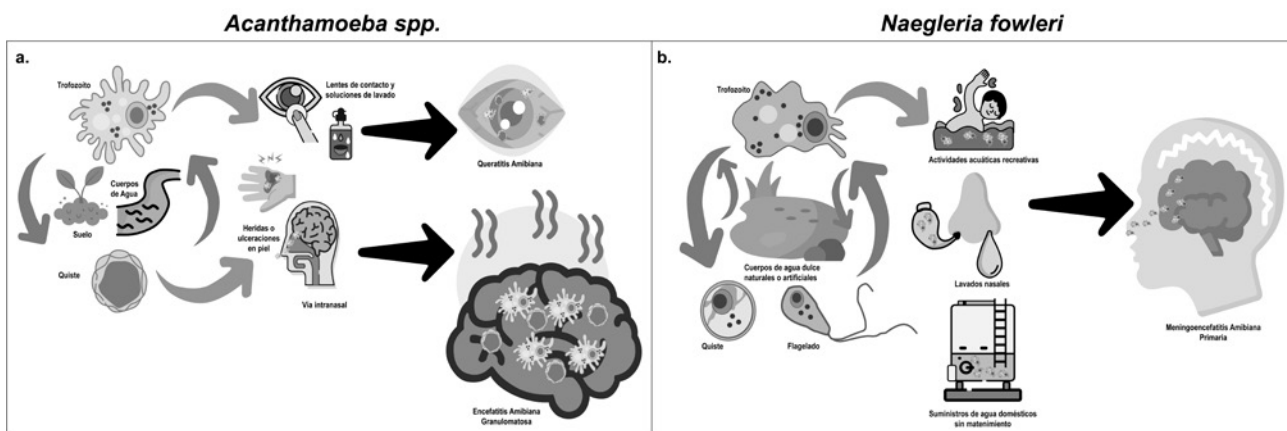 Acanthamoeba spp.
Naegleria fowleri
a.
Trofozoito
Lentes de contacto y
soluciones de lavado
Queratitis Amibiana
Cuerpos
de Agua
Suelo
Heridas o
ulceraciones
en piel
Quiste
Via intranasal
Encefatitis Amibiana
Granulomatosa
b.
Trofozoito
Actividades acuáticas recreativas
Cuerpos de agua dulce
naturales o artificiales
Lavados nasales
Quiste
Flagelado
Suministros de agua domésticos
sin matenimiento
Meningoencefatitis Amibiana
Primaria